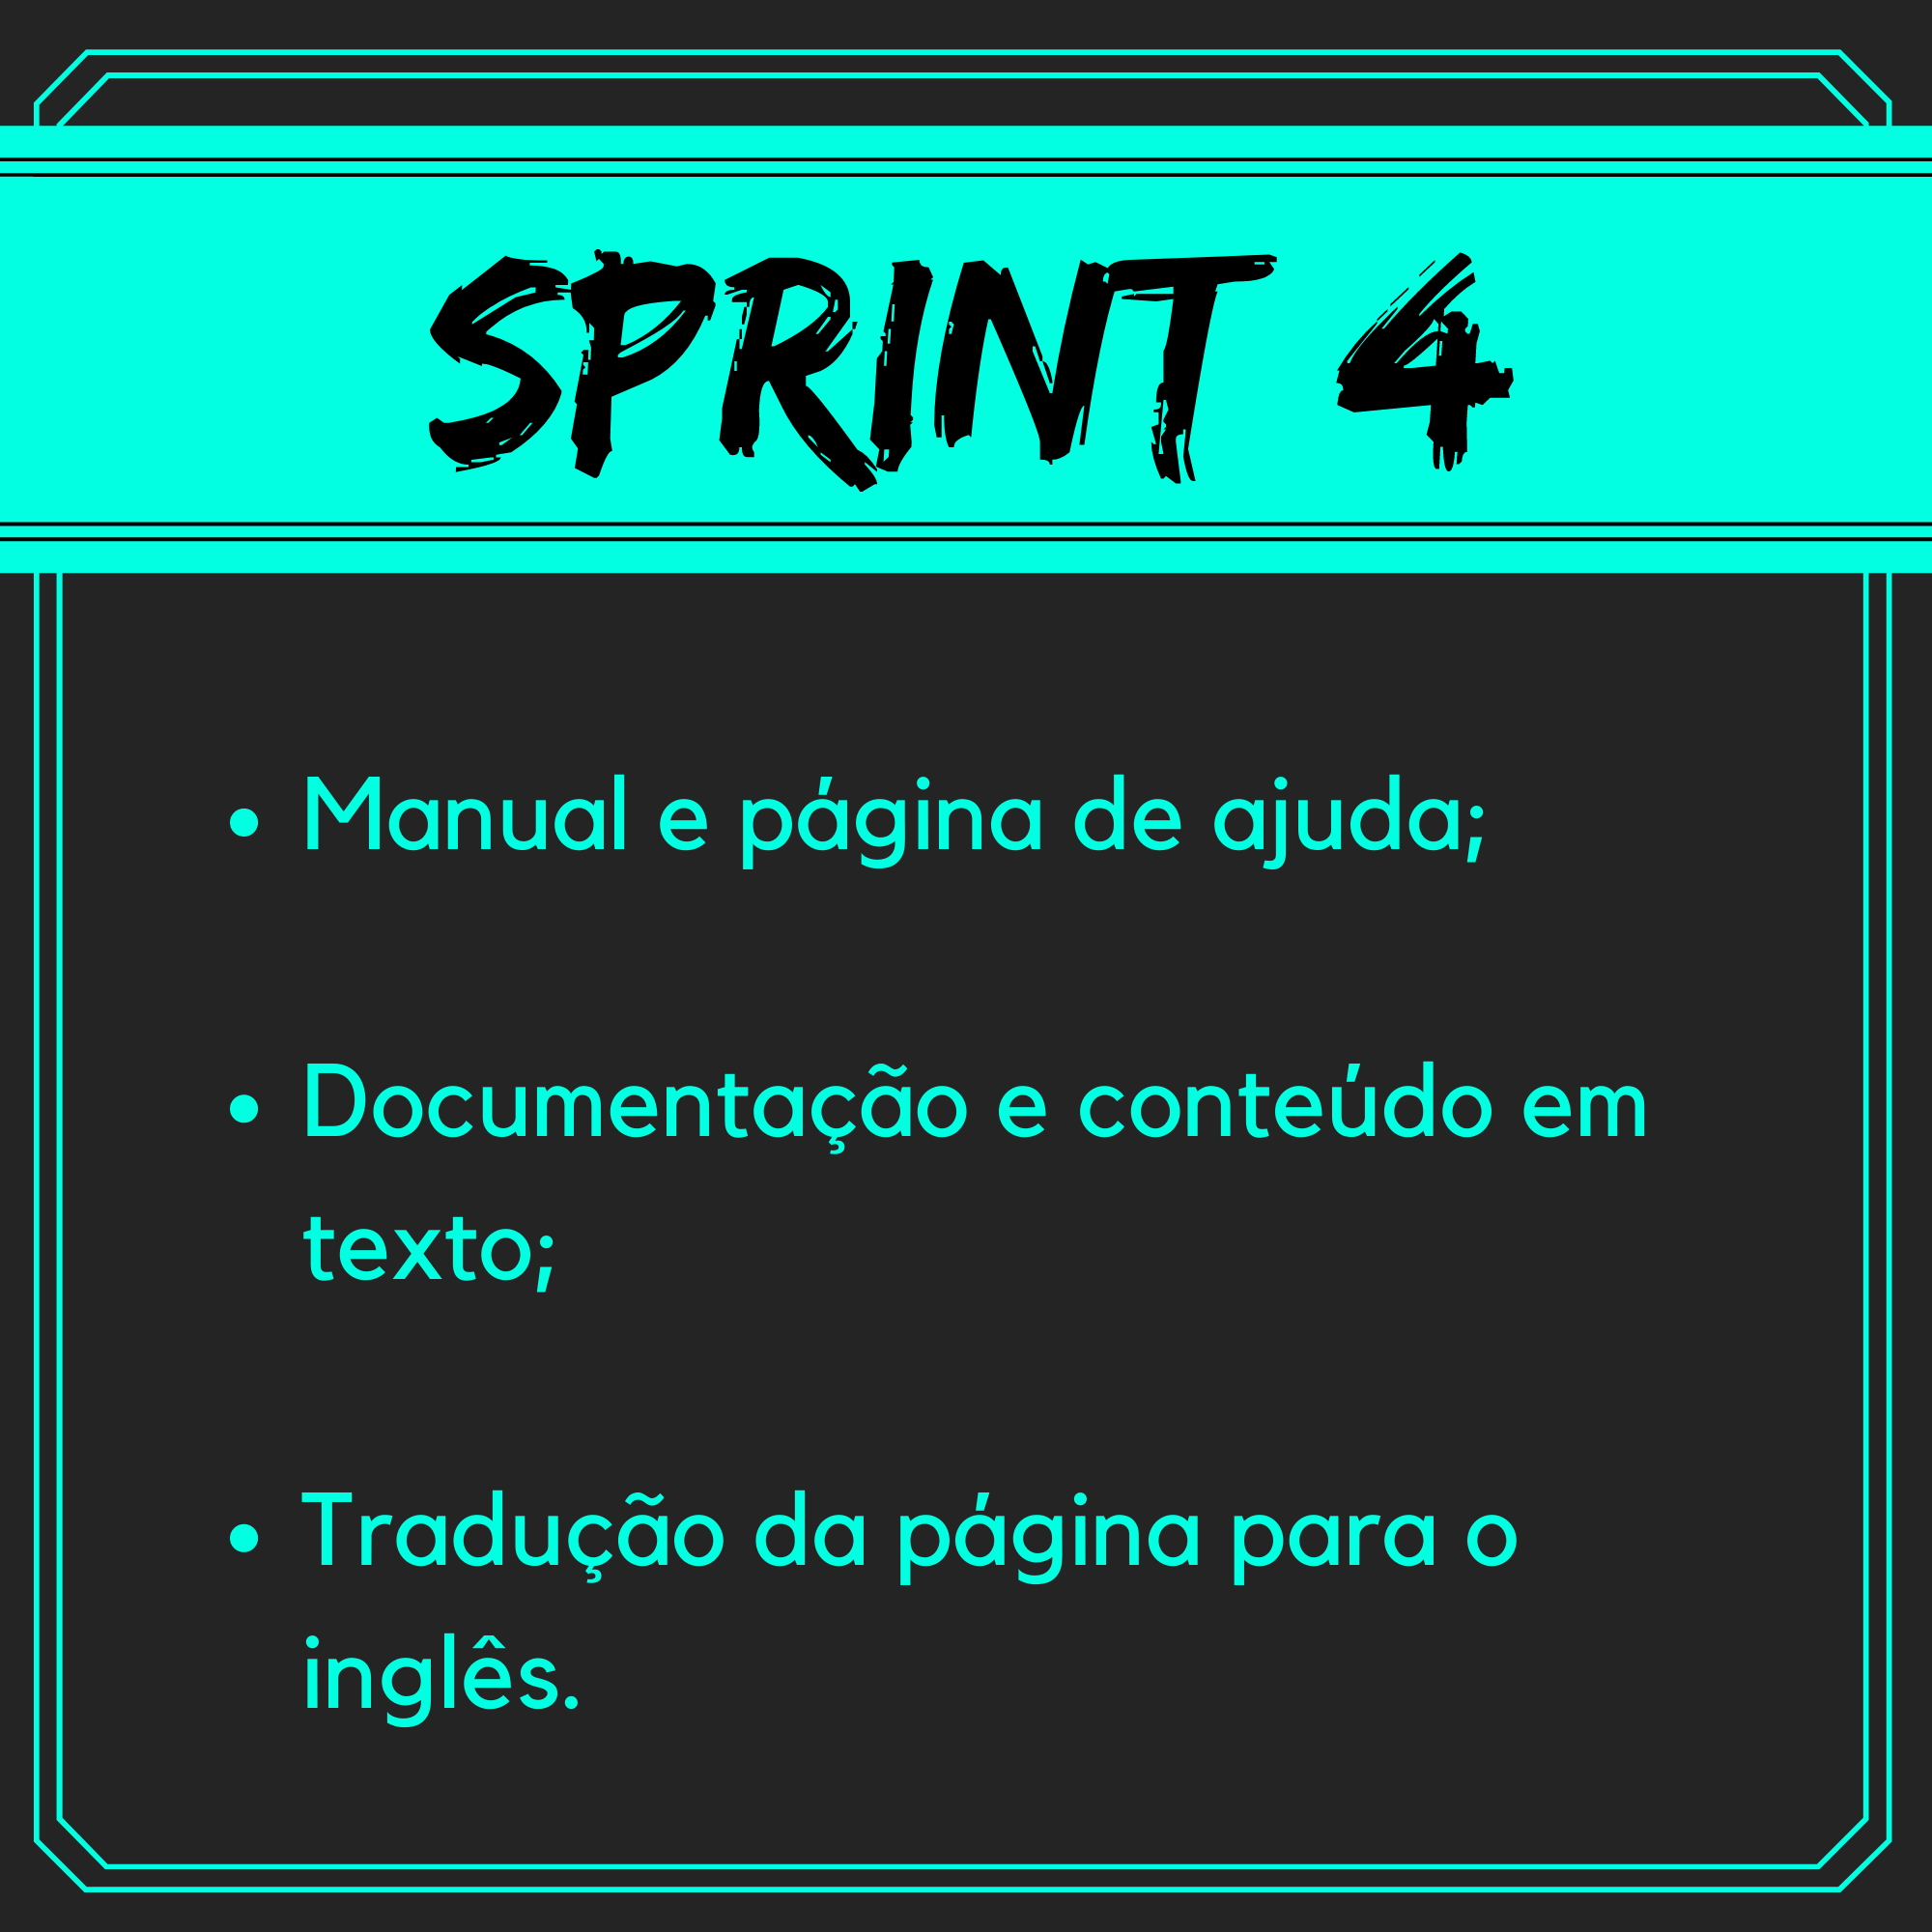 SPRINT 4
• Manual e página de ajuda;
• Documentação e conteúdo em
texto;
• Tradução da página para o
inglês.